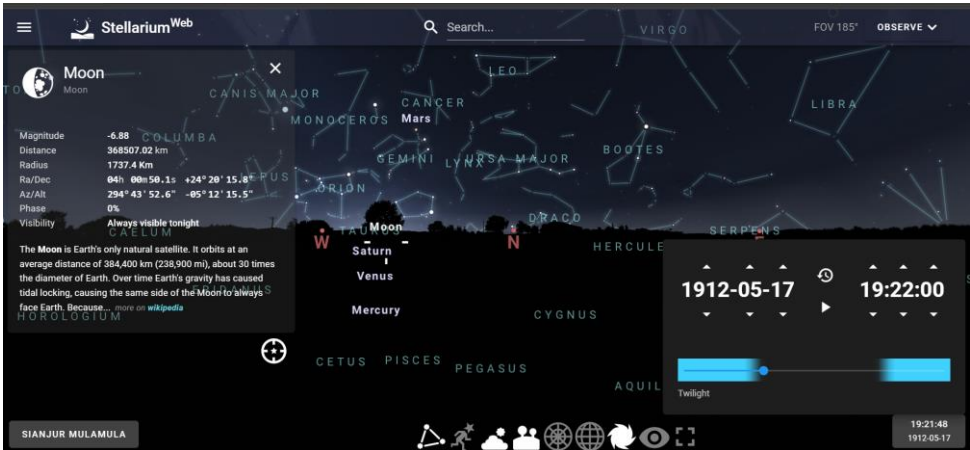 StellariumWeb
Search...
FOV 185°
OBSERVE
Moon
Moon
Magnitude -6.88
Distance 368507.02 km
Radius 1737.4 Km
Ra/Dec 04h 00m50.1s +24°20'15.8"
Az/Alt 294°43'52.6" -05°12'15.5"
Phase 0%
Visibility Always visible tonight
The Moon is Earth's only natural satellite. It orbits at an
average distance of 384,400 km (238,900 mi), about 30 times
the diameter of Earth. Over time Earth's gravity has caused
tidal locking, causing the same side of the Moon to always
face Earth. Because... more on wikipedia
VIRGO
LEO
CANIS MAJOR
CANCER
LIBRA
MONOCEROS
Mars
COLUMBA
BOOTES
GEMINI
LYNX
URSA MAJOR
ORION
DRACO
CAELUM
TAURUS
Moon
SERPENS
W
N
HERCULE
Saturn
Venus
ERIDANUS
Mercury
HOROLOGIUM
CYGNUS
CETUS
PISCES
PEGASUS
AQUIL
1912-05-17
19:22:00
Twilight
SIANJUR MULAMULA
19:21:48
1912-05-17